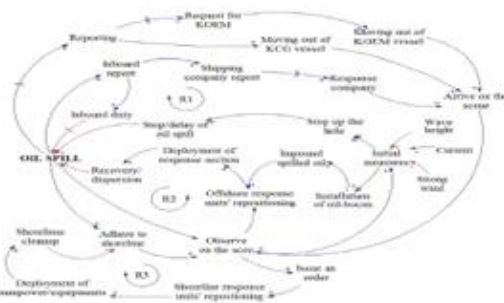 Request for
KOEM
Reporting
Moving out of
KCG vessel
Moving out of
KOEM vessel
Inboard
report
Shipping
company report
Response
company
Arrive on the
scene
R1
Inboard duty
Stop/delay of
oil spill
Stop up the
hole
Wave
height
OIL SPILL
Deployment of
response section
Impound
spilled oil
Initial
measures
Current
Recovery/
dispersion
Strong
wind
R2
Offshore response
units' repositioning
Installation
of oil-boom
Shoreline
cleanup
Adhere to
shoreline
Observe
on the scene
R3
Issue an
order
Deployment of
manpower/equipments
Shoreline response
units' repositioning